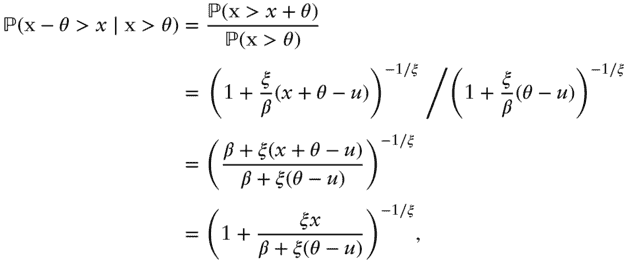 ℙ(x − θ > x ∣ x > θ) = ℙ(x > x + θ) / ℙ(x > θ)
= (1 + ξ/β (x + θ − u))^{−1/ξ} / (1 + ξ/β (θ − u))^{−1/ξ}
= ((β + ξ(x + θ − u)) / (β + ξ(θ − u)))^{−1/ξ}
= (1 + ξx / (β + ξ(θ − u)))^{−1/ξ},